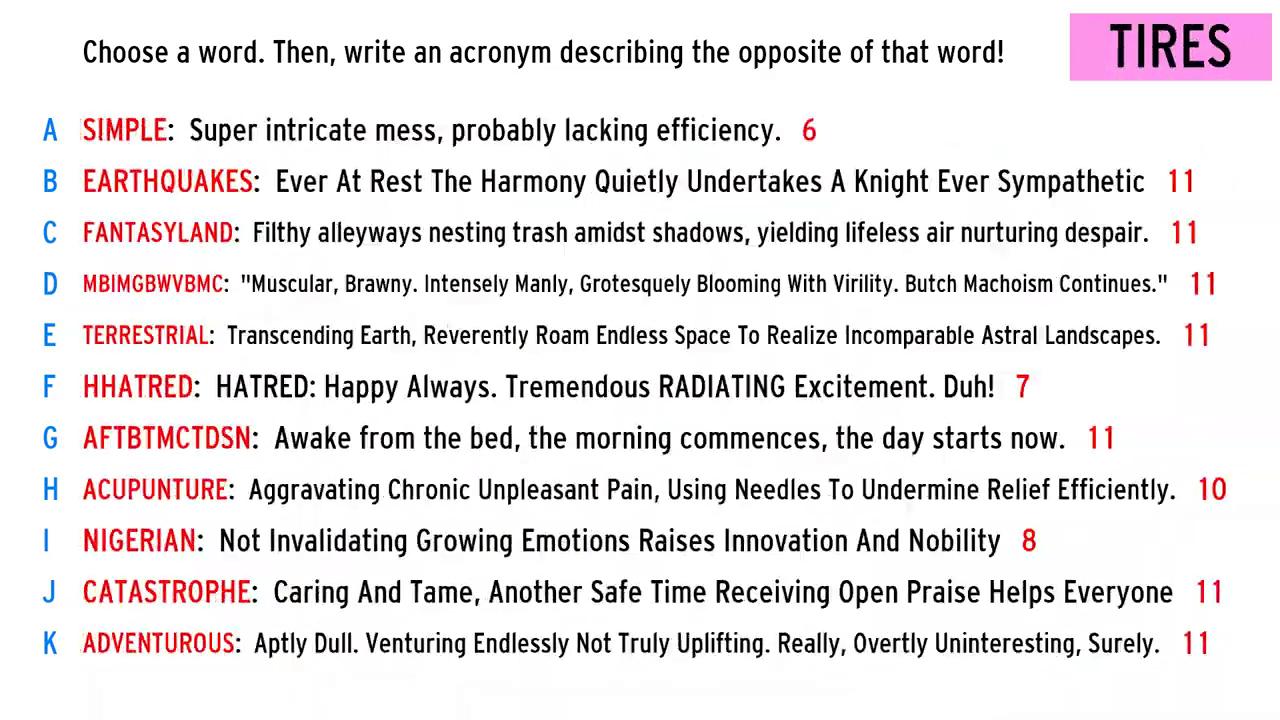 Choose a word. Then, write an acronym describing the opposite of that word!
TIRES
A SIMPLE: Super intricate mess, probably lacking efficiency. 6
B EARTHQUAKES: Ever At Rest The Harmony Quietly Undertakes A Knight Ever Sympathetic 11
C FANTASYLAND: Filthy alleyways nesting trash amidst shadows, yielding lifeless air nurturing despair. 11
D MBIMGBWVBMC: "Muscular, Brawny. Intensely Manly, Grotesquely Blooming With Virility. Butch Machoism Continues." 11
E TERRESTRIAL: Transcending Earth, Reverently Roam Endless Space To Realize Incomparable Astral Landscapes. 11
F HHATRED: HATRED: Happy Always. Tremendous RADIATING Excitement. Duh! 7
G AFTBTMCTDSN: Awake from the bed, the morning commences, the day starts now. 11
H ACUPUNTURE: Aggravating Chronic Unpleasant Pain, Using Needles To Undermine Relief Efficiently. 10
I NIGERIAN: Not Invalidating Growing Emotions Raises Innovation And Nobility 8
J CATASTROPHE: Caring And Tame, Another Safe Time Receiving Open Praise Helps Everyone 11
K ADVENTUROUS: Aptly Dull. Venturing Endlessly Not Truly Uplifting. Really, Overtly Uninteresting, Surely. 11